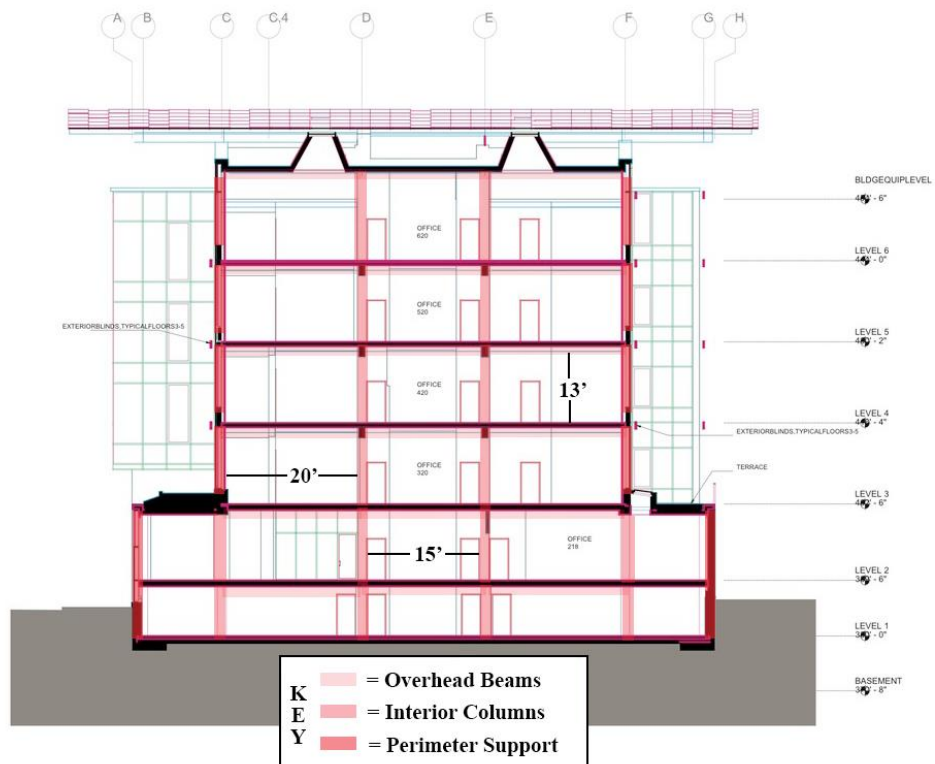 A B C C,4 D E F G H
BLDGEQUIPLEVEL
OFFICE
620
LEVEL 6
OFFICE
520
EXTERIORBLINDS,TYPICALFLOORS3-5
LEVEL 5
OFFICE
420
13'
LEVEL 4
EXTERIORBLINDS,TYPICALFLOORS3-5
20'
OFFICE
320
TERRACE
LEVEL 3
15'
OFFICE
218
LEVEL 2
LEVEL 1
BASEMENT
KEY
= Overhead Beams
= Interior Columns
= Perimeter Support